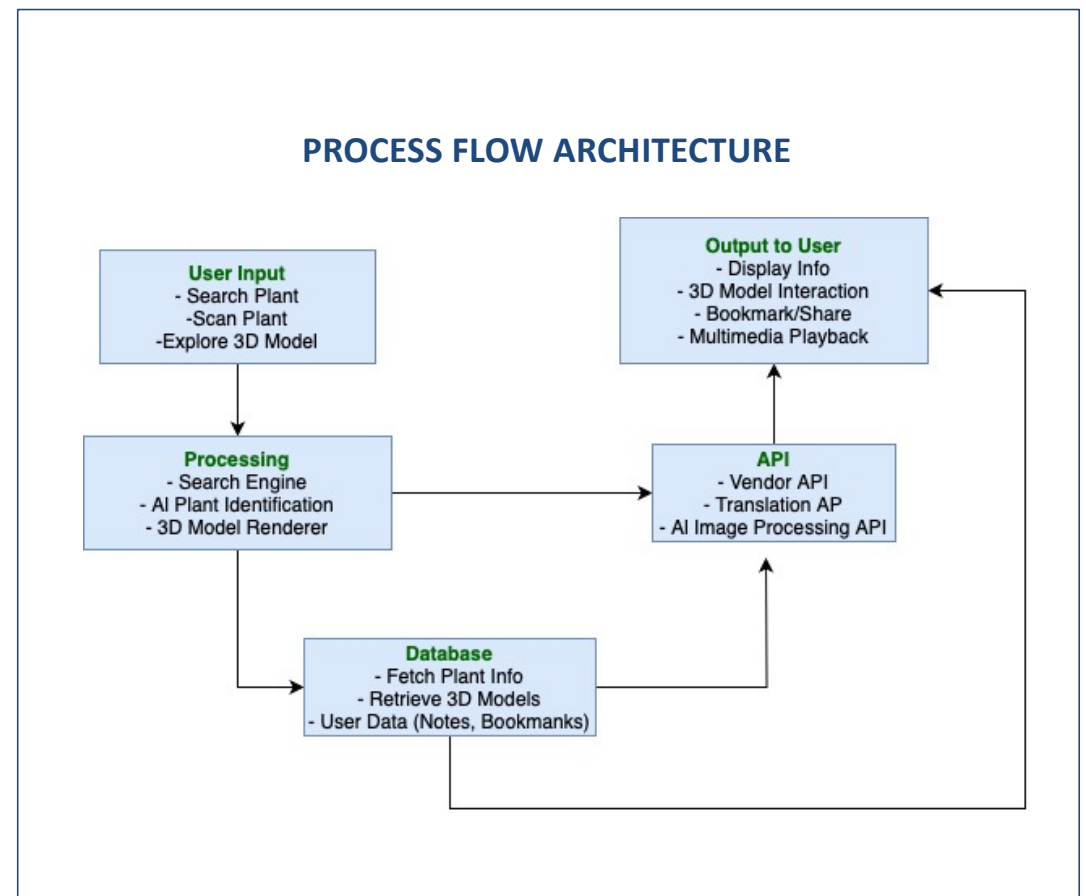 PROCESS FLOW ARCHITECTURE
User Input
- Search Plant
-Scan Plant
-Explore 3D Model
Output to User
- Display Info
- 3D Model Interaction
- Bookmark/Share
- Multimedia Playback
Processing
- Search Engine
- AI Plant Identification
- 3D Model Renderer
API
- Vendor API
- Translation AP
- AI Image Processing API
Database
- Fetch Plant Info
- Retrieve 3D Models
- User Data (Notes, Bookmanks)